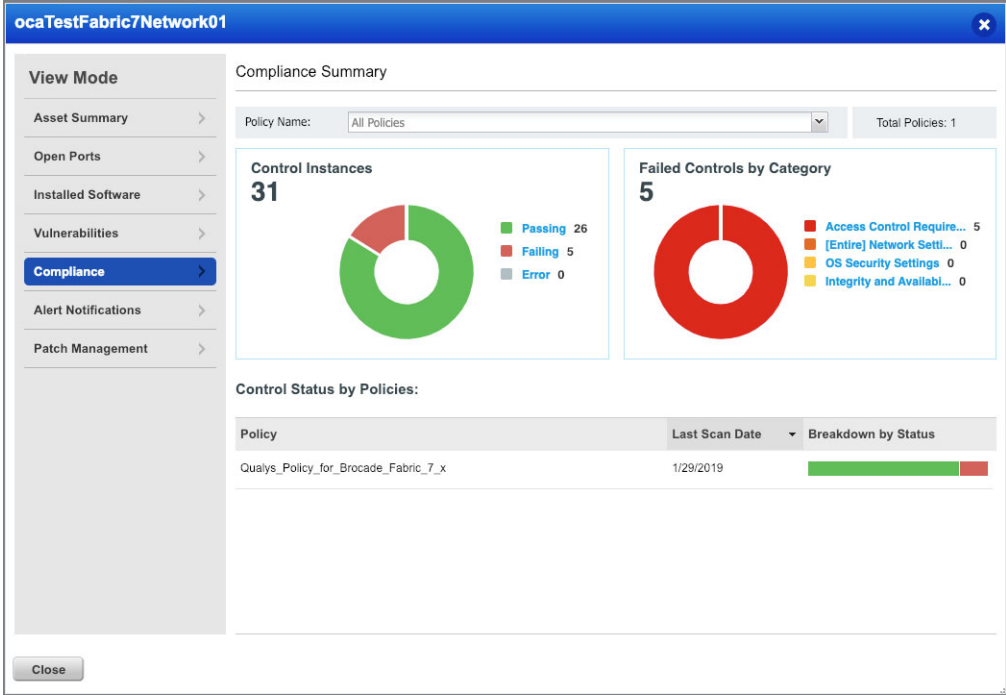 ocaTestFabric7Network01
View Mode
Asset Summary
Open Ports
Installed Software
Vulnerabilities
Compliance
Alert Notifications
Patch Management
Compliance Summary
Policy Name: All Policies Total Policies: 1
Control Instances
31
Passing 26
Failing 5
Error 0
Failed Controls by Category
5
Access Control Require... 5
[Entire] Network Setti... 0
OS Security Settings 0
Integrity and Availabi... 0
Control Status by Policies:
Policy Last Scan Date Breakdown by Status
Qualys_Policy_for_Brocade_Fabric_7_x 1/29/2019
Close